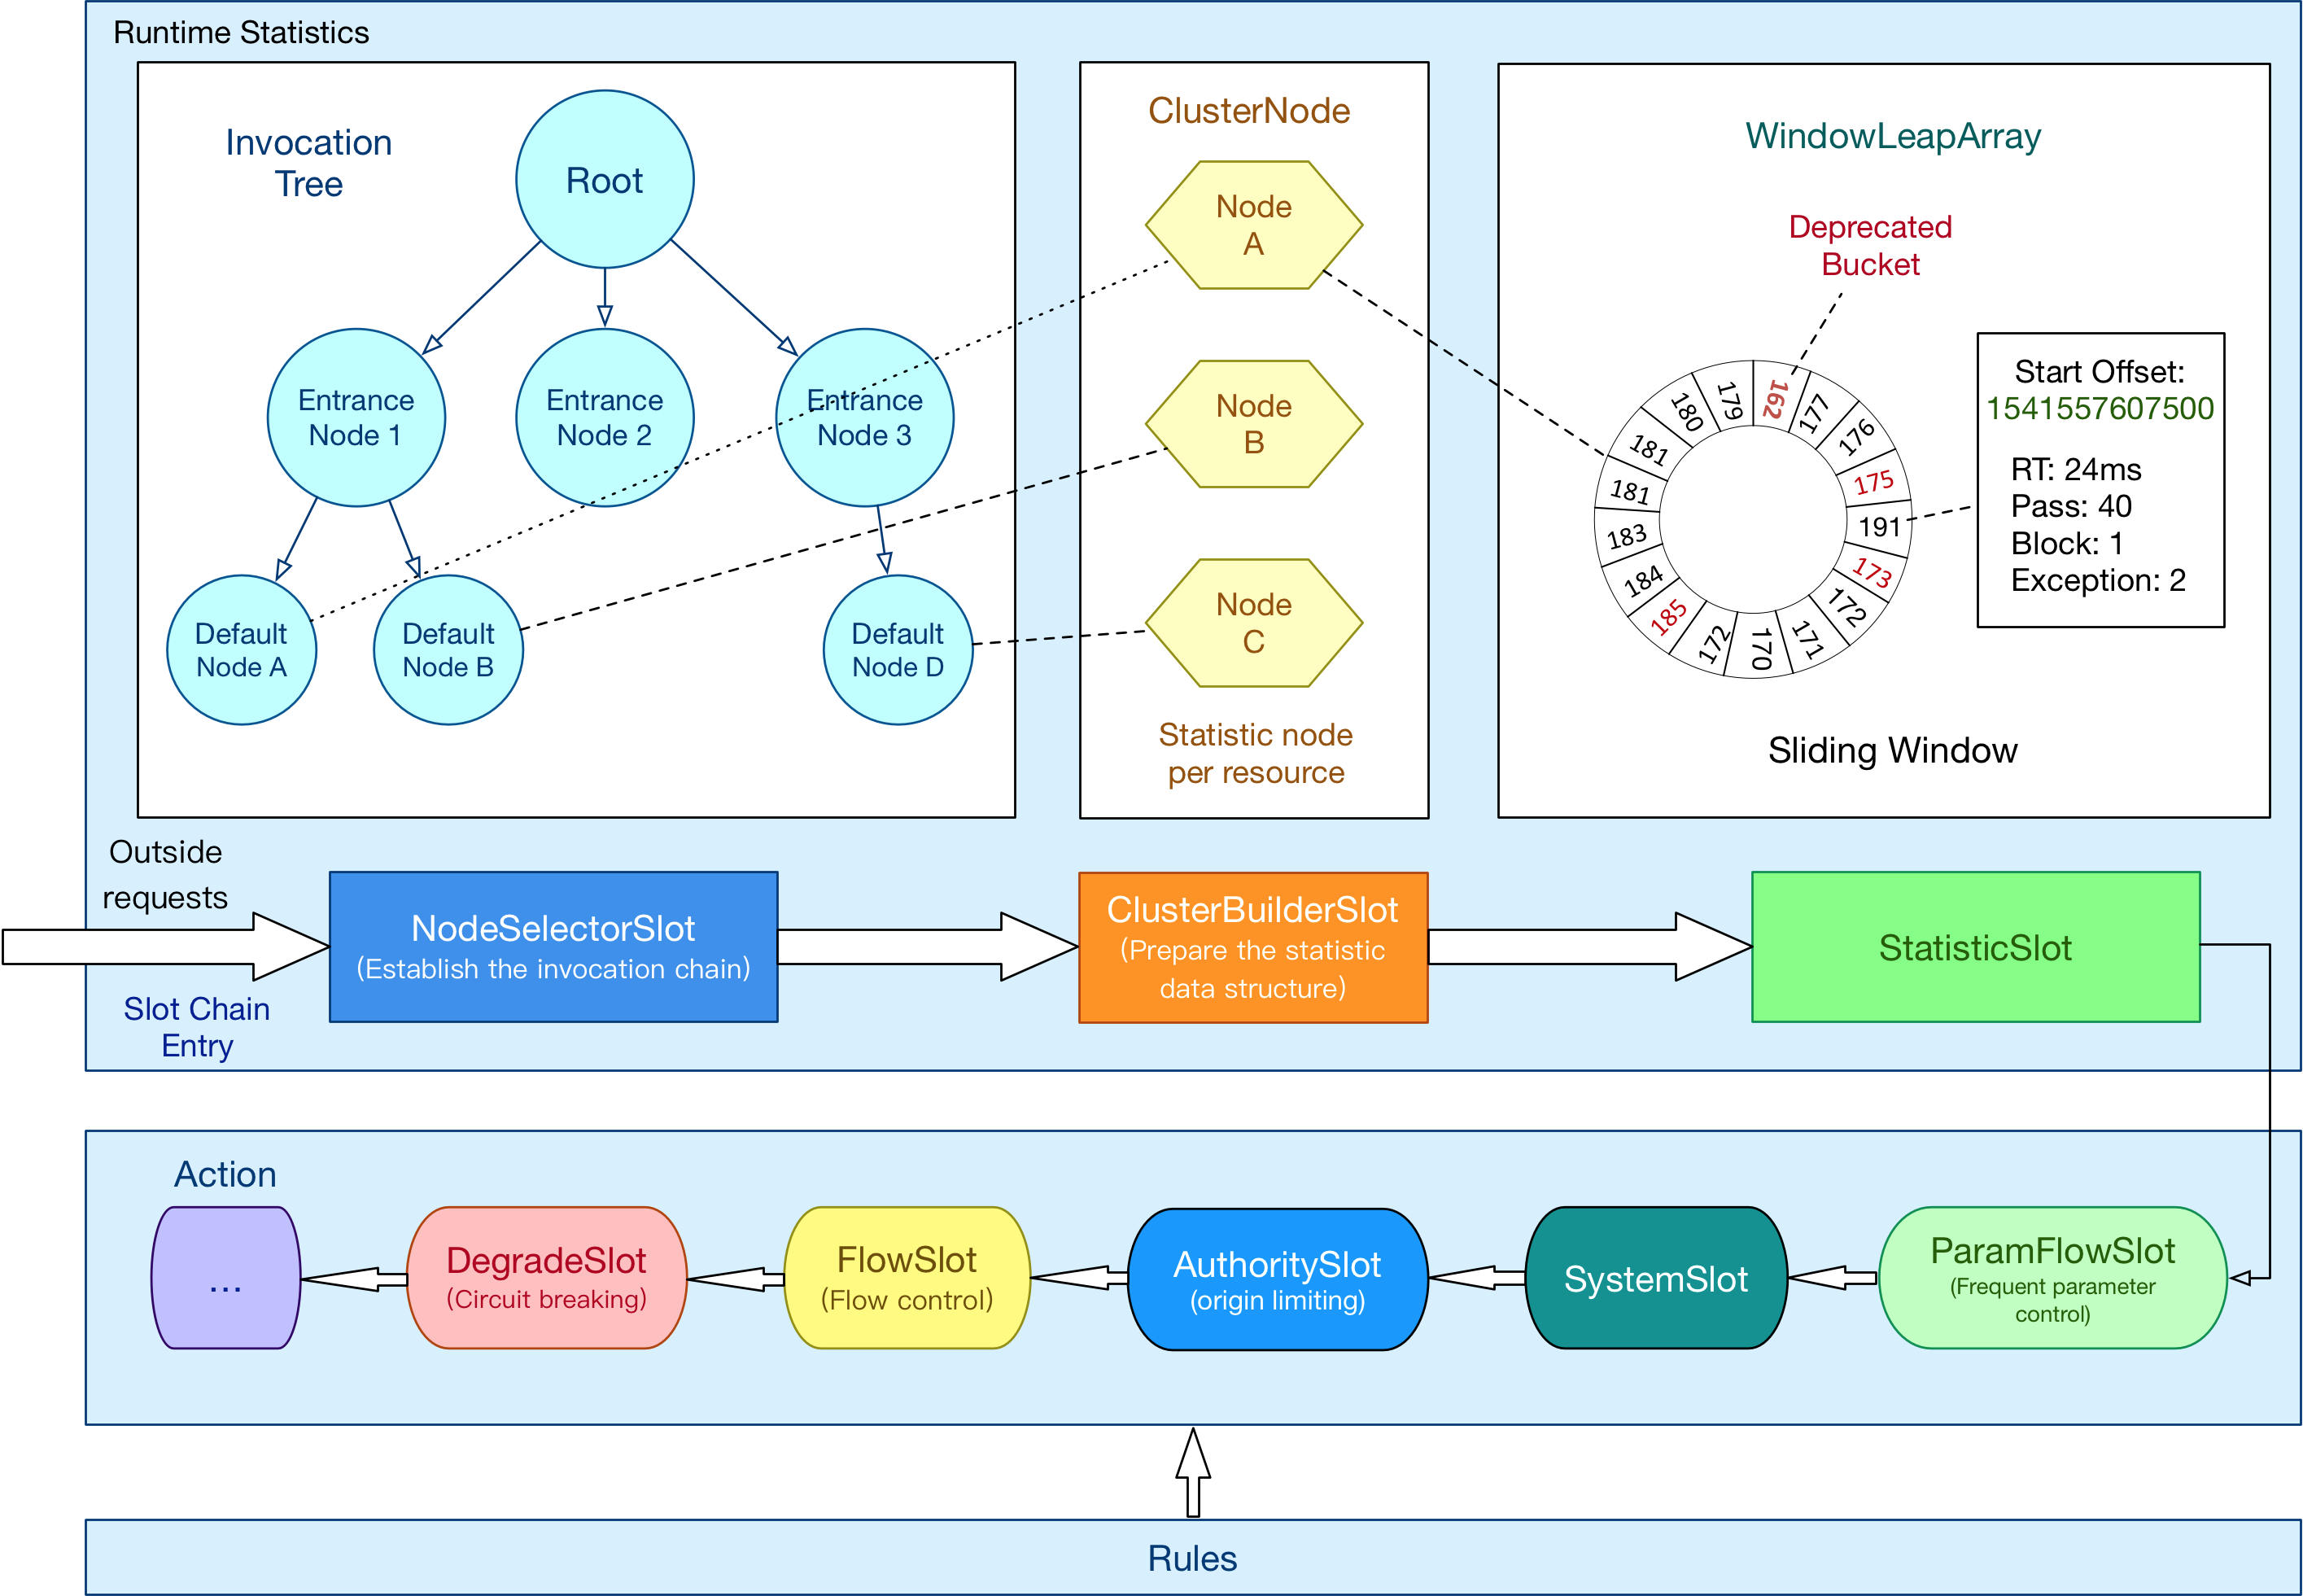 Runtime Statistics
Invocation
Tree
Root
Entrance
Node 1
Entrance
Node 2
Entrance
Node 3
Default
Node A
Default
Node B
Default
Node D
ClusterNode
Node
A
Node
B
Node
C
Statistic node
per resource
WindowLeapArray
Deprecated
Bucket
162
177
176
175
191
173
172
171
170
172
185
184
183
181
181
180
179
Start Offset:
1541557607500
RT: 24ms
Pass: 40
Block: 1
Exception: 2
Sliding Window
Outside
requests
Slot Chain
Entry
NodeSelectorSlot
(Establish the invocation chain)
ClusterBuilderSlot
(Prepare the statistic
data structure)
StatisticSlot
Action
...
DegradeSlot
(Circuit breaking)
FlowSlot
(Flow control)
AuthoritySlot
(origin limiting)
SystemSlot
ParamFlowSlot
(Frequent parameter
control)
Rules